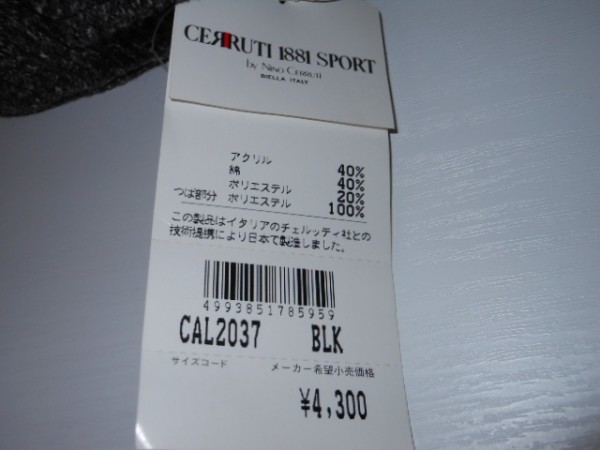 CERRUTI 1881 SPORT
by Nino Cerruti
BIELLA ITALY
アクリル 40%
綿 40%
ポリエステル 20%
つば部分 ポリエステル 100%
この製品はイタリアのチェルッティ社との
技術提携により日本で製造しました。
4993851785959
CAL2037 BLK
サイズコード メーカー希望小売価格
¥4,300